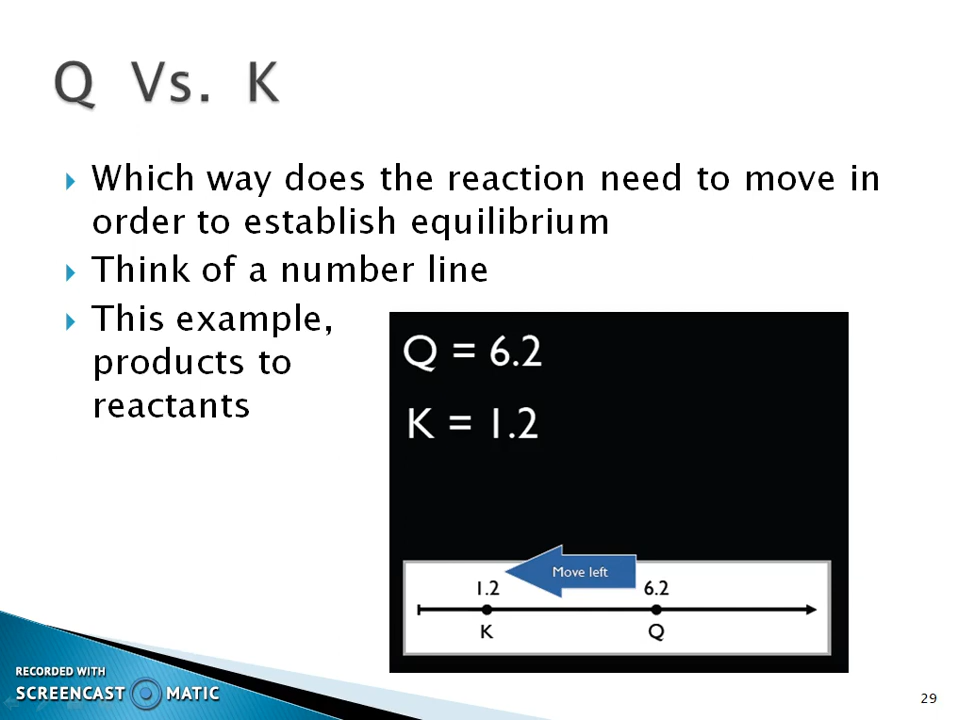 Q Vs. K
Which way does the reaction need to move in
order to establish equilibrium
Think of a number line
This example,
products to
reactants
Q = 6.2
K = 1.2
Move left
1.2 6.2
K Q
RECORDED WITH
SCREENCAST MATIC
29